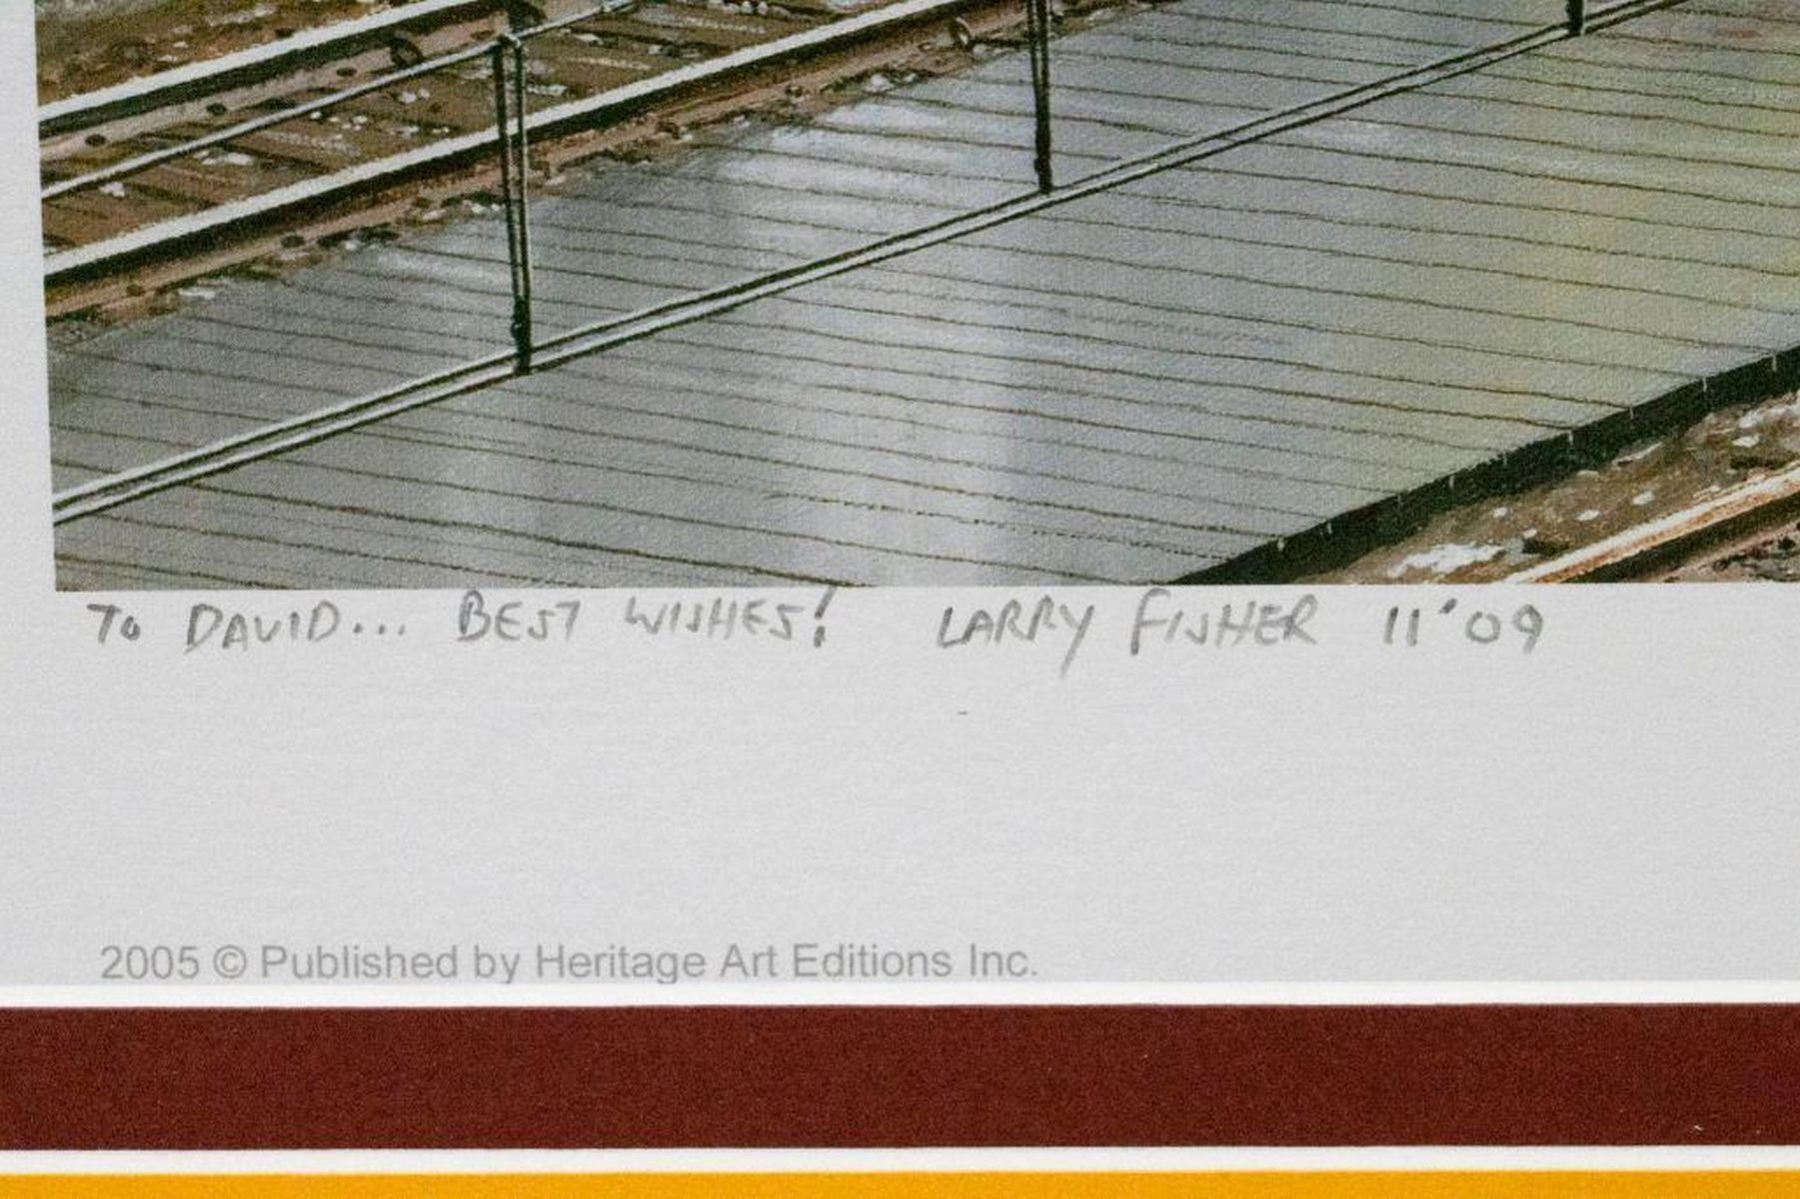 To DAVID... BEST WISHES! LARRY FISHER 11'09
2005 © Published by Heritage Art Editions Inc.